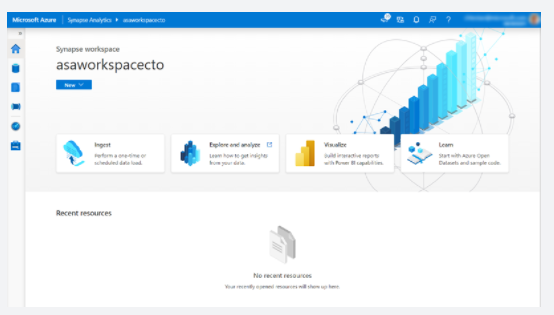 Microsoft Azure
Synapse Analytics
asaworkspacecto
?
Synapse workspace
asaworkspacecto
New
Ingest
Perform a one-time or
scheduled data load.
Explore and analyze
Learn how to get insights
from your data.
Visualize
Build interactive reports
with Power BI capabilities.
Learn
Start with Azure Open
Datasets and sample code.
Recent resources
No recent resources
Your recently opened resources will show up here.